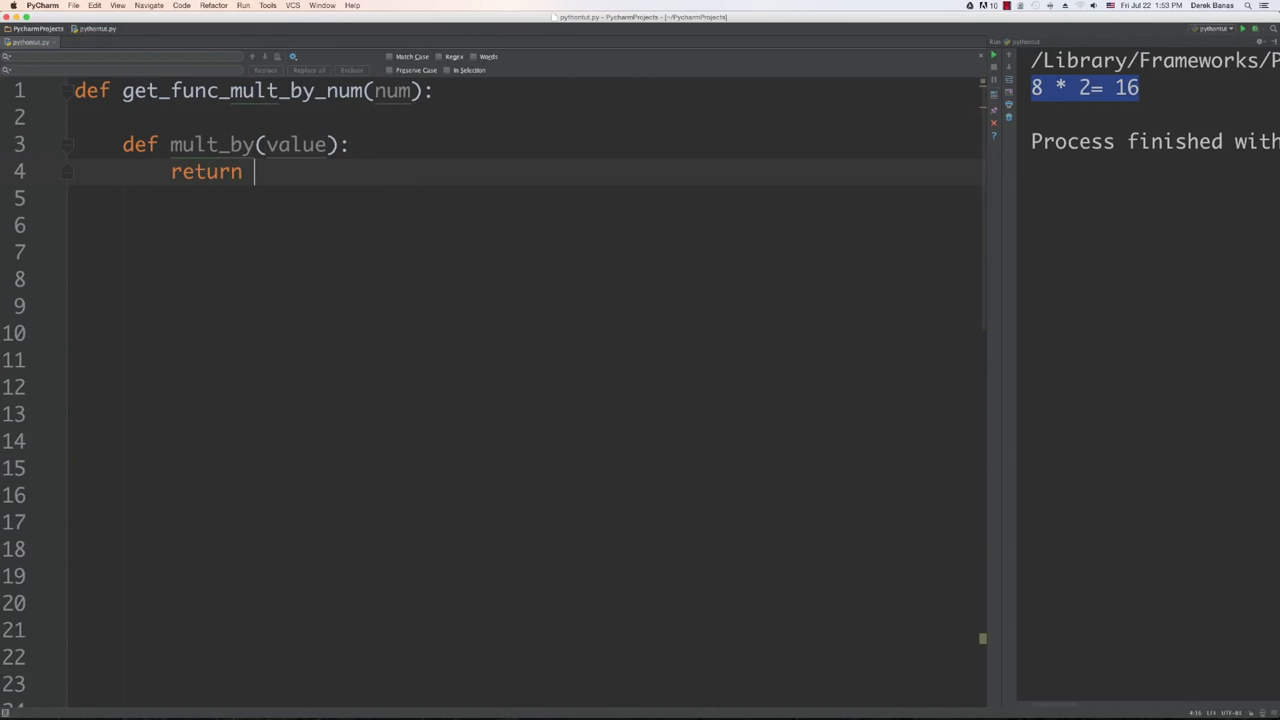 PyCharm File Edit View Navigate Code Refactor Run Tools VCS Window Help
10 Fri Jul 22 1:53 PM Derek Banas
pythontut.py - PycharmProjects - [~/PycharmProjects]
PycharmProjects pythontut.py pythontut
pythontut.py Run pythontut
Match Case Regex Words
Replace Replace all Exclude Preserve Case In Selection
/Library/Frameworks/P
8 * 2= 16
Process finished with
1 def get_func_mult_by_num(num):
2
3 def mult_by(value):
4 return
5
6
7
8
9
10
11
12
13
14
15
16
17
18
19
20
21
22
23
4:16 LF÷ UTF-8÷